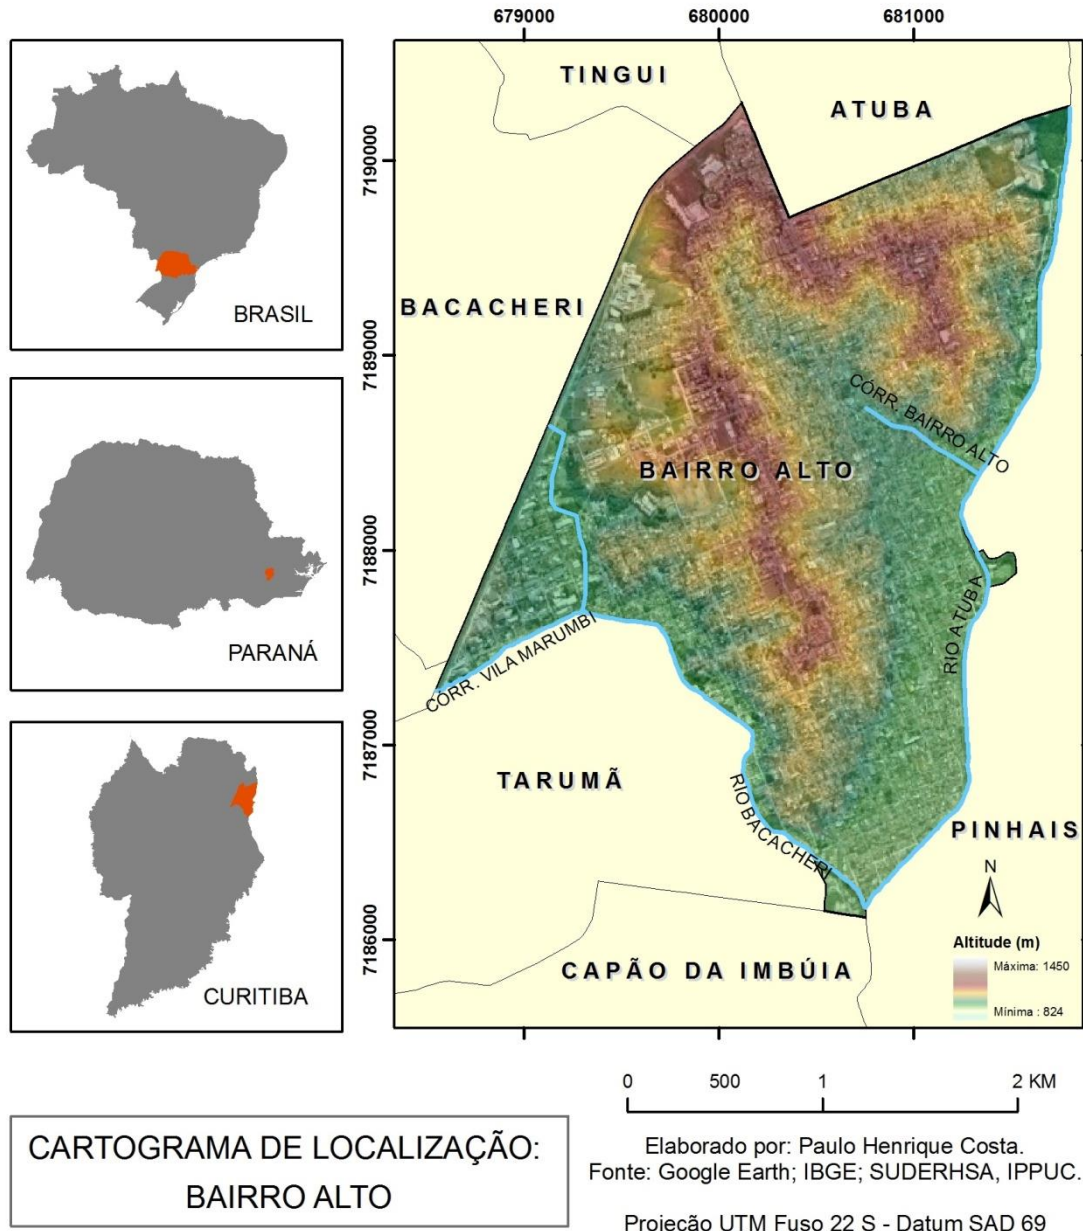 679000
680000
681000
BRASIL
PARANÁ
CURITIBA
7190000
7189000
7188000
7187000
7186000
TINGUI
ATUBA
BACACHERI
CÓRR. BAIRRO ALTO
BAIRRO ALTO
RIO ATUBA
CÓRR. VILA MARUMBI
TARUMÃ
RIO BACACHERI
PINHAIS
N
CAPÃO DA IMBÚIA
Altitude (m)
Máxima: 1450
Mínima : 824
0 500 1 2 KM
CARTOGRAMA DE LOCALIZAÇÃO:
BAIRRO ALTO
Elaborado por: Paulo Henrique Costa.
Fonte: Google Earth; IBGE; SUDERHSA, IPPUC.
Projeção UTM Fuso 22 S - Datum SAD 69